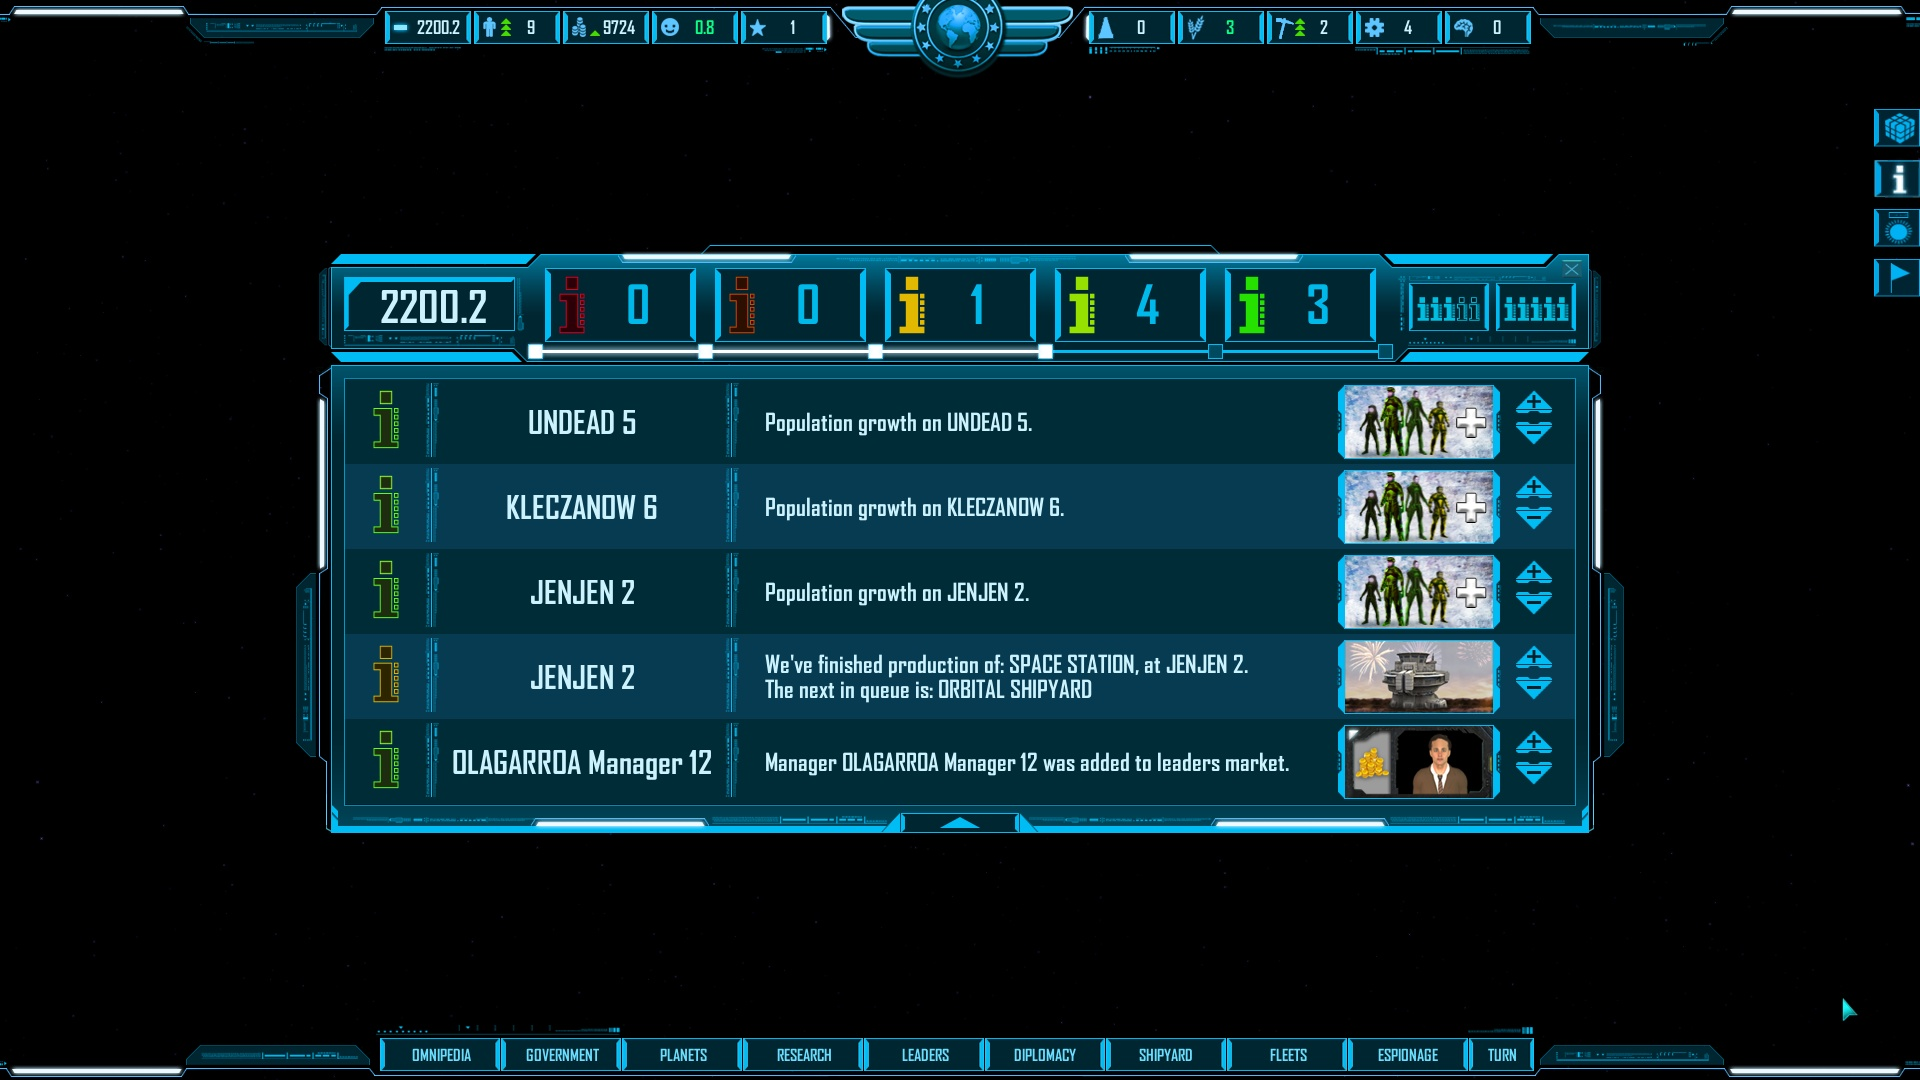 2200.2
9
9724
0.8
1
0
3
2
4
0
2200.2
0
0
1
4
3
UNDEAD 5
Population growth on UNDEAD 5.
KLECZANOW 6
Population growth on KLECZANOW 6.
JENJEN 2
Population growth on JENJEN 2.
JENJEN 2
We've finished production of: SPACE STATION, at JENJEN 2.
The next in queue is: ORBITAL SHIPYARD
OLAGARROA Manager 12
Manager OLAGARROA Manager 12 was added to leaders market.
OMNIPEDIA
GOVERNMENT
PLANETS
RESEARCH
LEADERS
DIPLOMACY
SHIPYARD
FLEETS
ESPIONAGE
TURN